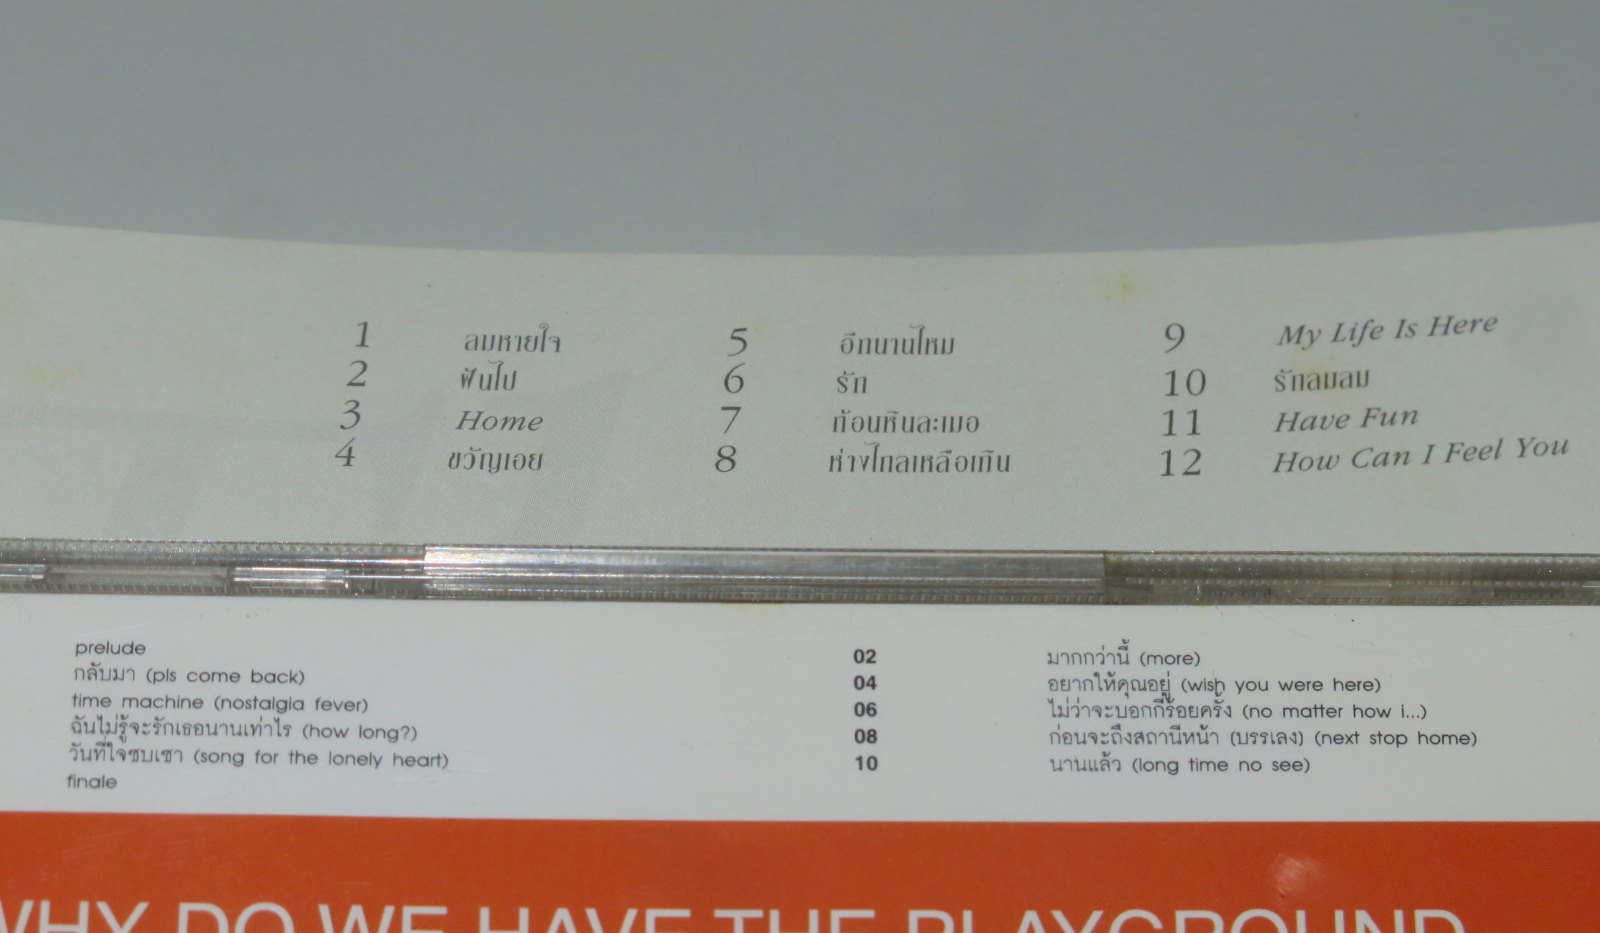 1 ลมหายใจ
2 ฟันไป
3 Home
4 ขวัญเอย
5 อีกนานไหม
6 รัก
7 ก้อนหินละเมอ
8 ห่างไกลเหลือเกิน
9 My Life Is Here
10 รักลมลม
11 Have Fun
12 How Can I Feel You
prelude
กลับมา (pls come back)
time machine (nostalgia fever)
ฉันไม่รู้จะรักเธอนานเท่าไร (how long?)
วันที่ใจซบเซา (song for the lonely heart)
finale
02 มากกว่านี้ (more)
04 อยากให้คุณอยู่ (wish you were here)
06 ไม่ว่าจะบอกกี่ร้อยครั้ง (no matter how i...)
08 ก่อนจะถึงสถานีหน้า (บรรเลง) (next stop home)
10 นานแล้ว (long time no see)
WHY DO WE HAVE THE PLAYGROUND